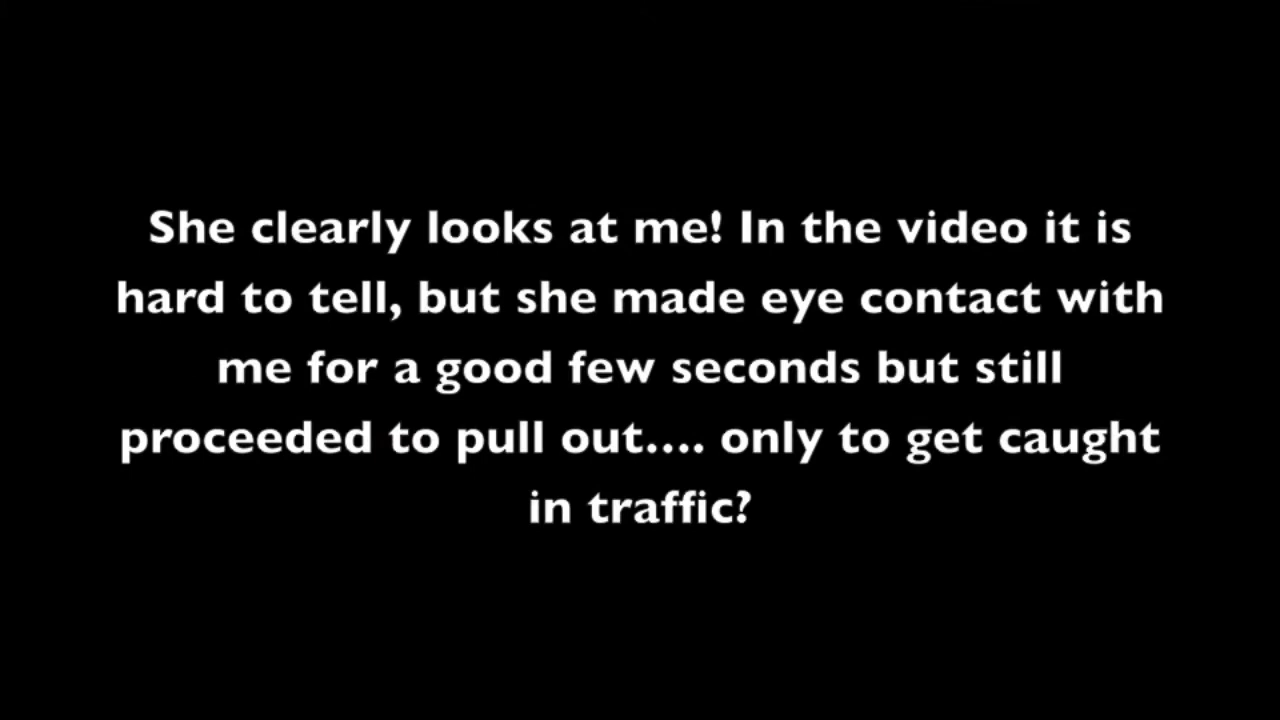 She clearly looks at me! In the video it is
hard to tell, but she made eye contact with
me for a good few seconds but still
proceeded to pull out.... only to get caught
in traffic?